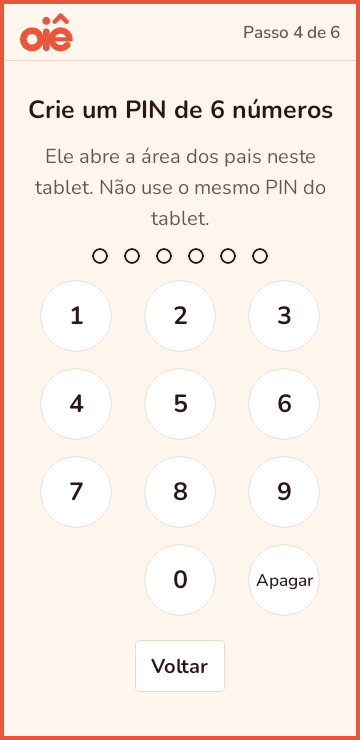 oiê
Passo 4 de 6
Crie um PIN de 6 números
Ele abre a área dos pais neste
tablet. Não use o mesmo PIN do
tablet.
1 2 3
4 5 6
7 8 9
0 Apagar
Voltar